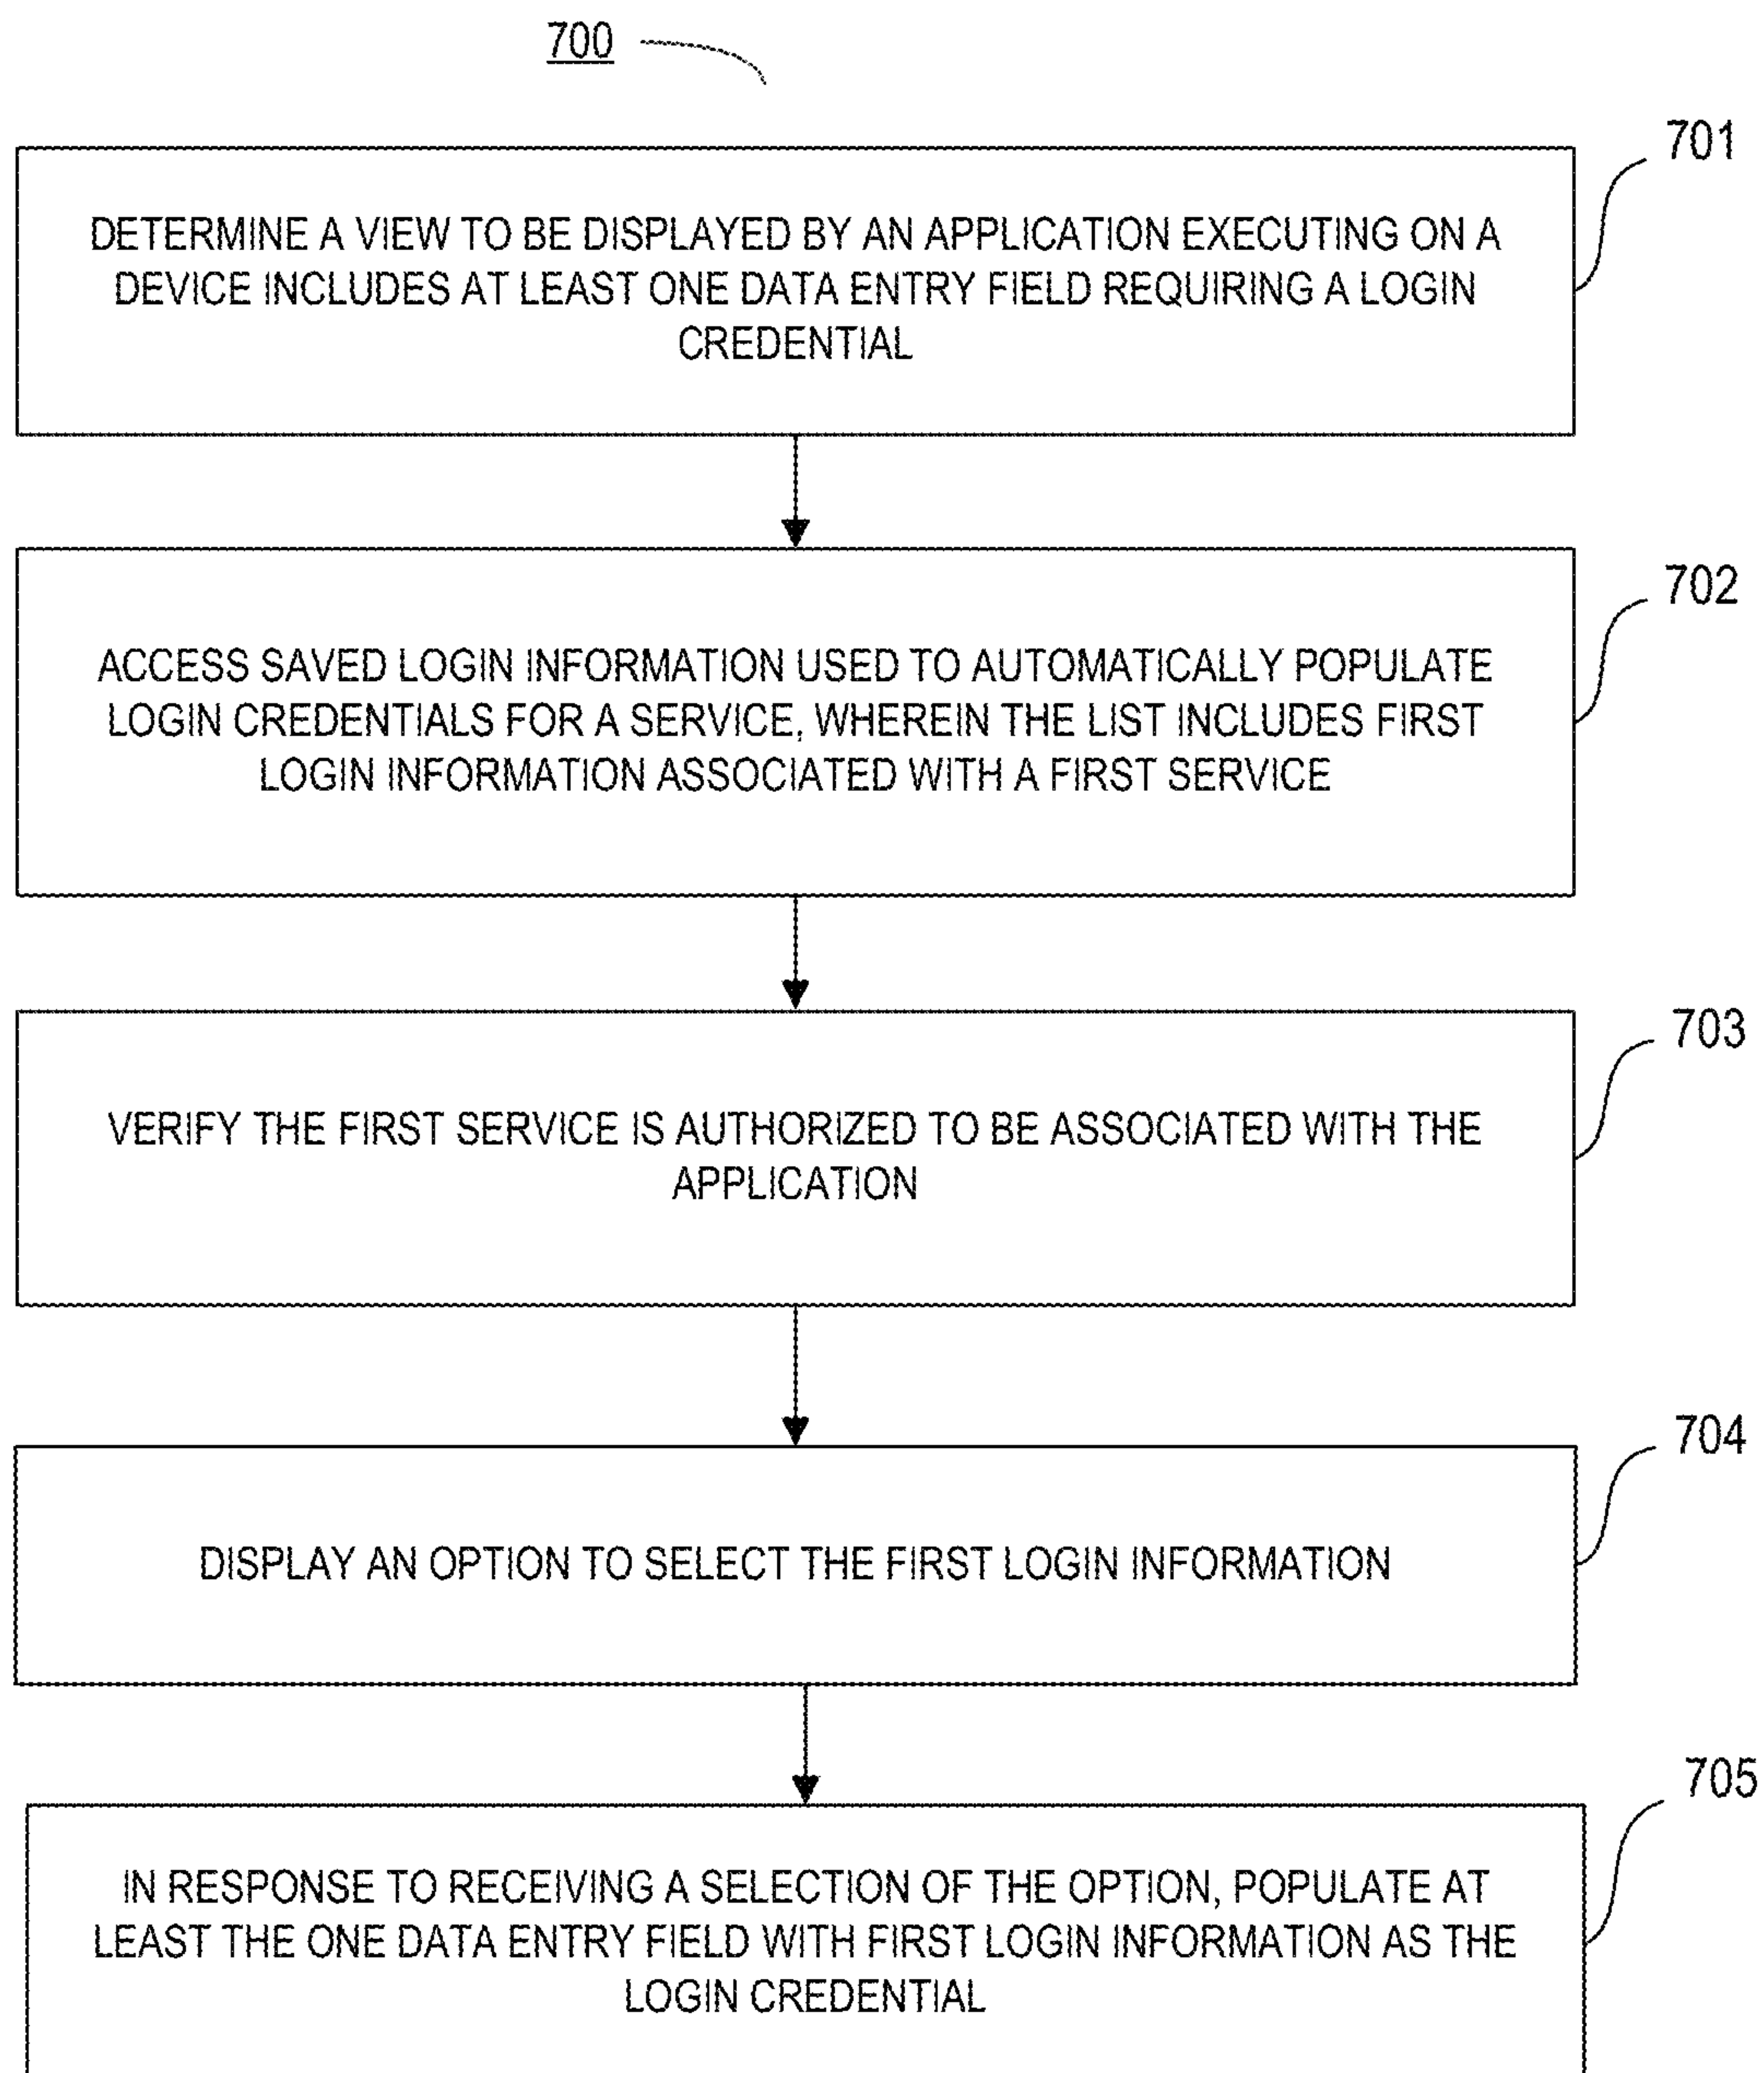 700
701
DETERMINE A VIEW TO BE DISPLAYED BY AN APPLICATION EXECUTING ON A
DEVICE INCLUDES AT LEAST ONE DATA ENTRY FIELD REQUIRING A LOGIN
CREDENTIAL
702
ACCESS SAVED LOGIN INFORMATION USED TO AUTOMATICALLY POPULATE
LOGIN CREDENTIALS FOR A SERVICE, WHEREIN THE LIST INCLUDES FIRST
LOGIN INFORMATION ASSOCIATED WITH A FIRST SERVICE
703
VERIFY THE FIRST SERVICE IS AUTHORIZED TO BE ASSOCIATED WITH THE
APPLICATION
704
DISPLAY AN OPTION TO SELECT THE FIRST LOGIN INFORMATION
705
IN RESPONSE TO RECEIVING A SELECTION OF THE OPTION, POPULATE AT
LEAST THE ONE DATA ENTRY FIELD WITH FIRST LOGIN INFORMATION AS THE
LOGIN CREDENTIAL